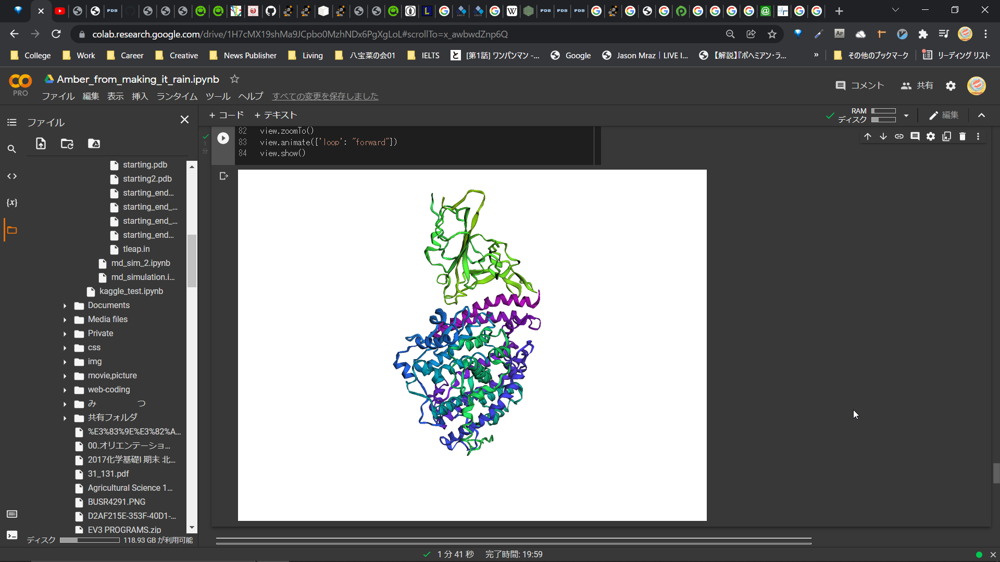 colab.research.google.com/drive/1H7cMX19shMa9JCpbo0MzhNDx6PgXgLoL#scrollTo=x_awbwdZnp6Q
College Work Career Creative News Publisher Living 八宝菜の会01 IELTS [第1話] ワンパンマン -... Google Jason Mraz | LIVE I... 【解説】『ボヘミアン・ラ... » その他のブックマーク リーディング リスト
Amber_from_making_it_rain.ipynb
PRO
ファイル 編集 表示 挿入 ランタイム ツール ヘルプ すべての変更を保存しました
コメント 共有
ファイル
+ コード + テキスト
RAM
ディスク
編集
82 view.zoomTo()
83 view.animate({'loop': "forward"})
84 view.show()
1
分
starting.pdb
starting2.pdb
starting_end...
starting_end_...
starting_end_...
starting_end...
tleap.in
md_sim_2.ipynb
md_simulation.i...
kaggle_test.ipynb
Documents
Media files
Private
css
img
movie,picture
web-coding
み つ
共有フォルダ
%E3%83%9E%E3%82%A...
00.オリエンテーショ...
2017化学基礎I 期末 北...
31_131.pdf
Agricultural Science 1...
BUSR4291.PNG
D2AF215E-353F-40D1-...
EV3 PROGRAMS.zip
ディスク 118.93 GB が利用可能
1 分 41 秒 完了時間: 19:59